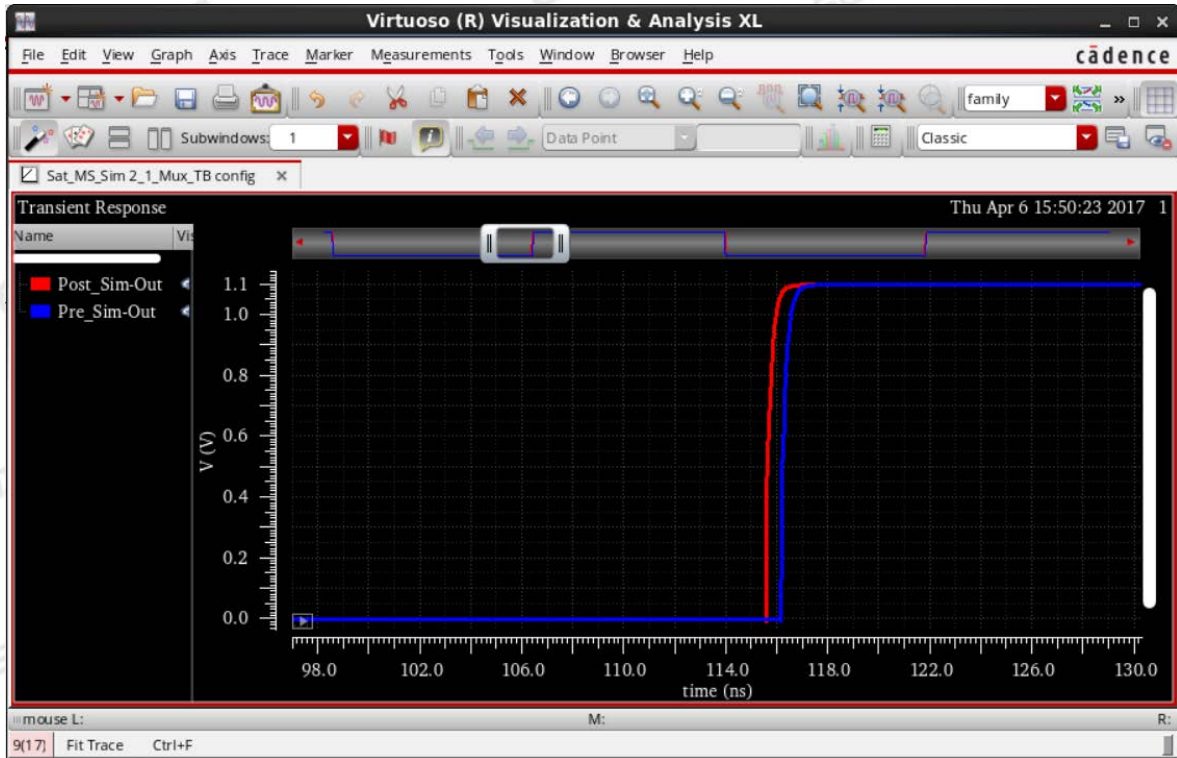 Virtuoso (R) Visualization & Analysis XL
File Edit View Graph Axis Trace Marker Measurements Tools Window Browser Help cādence
family »
Subwindows: 1 Data Point Classic
Sat_MS_Sim 2_1_Mux_TB config ×
Transient Response Thu Apr 6 15:50:23 2017 1
Name Vis
Post_Sim-Out
Pre_Sim-Out
1.1
1.0
0.8
0.6
0.4
0.2
0.0
V (V)
98.0 102.0 106.0 110.0 114.0 118.0 122.0 126.0 130.0
time (ns)
mouse L: M: R:
9(17) Fit Trace Ctrl+F